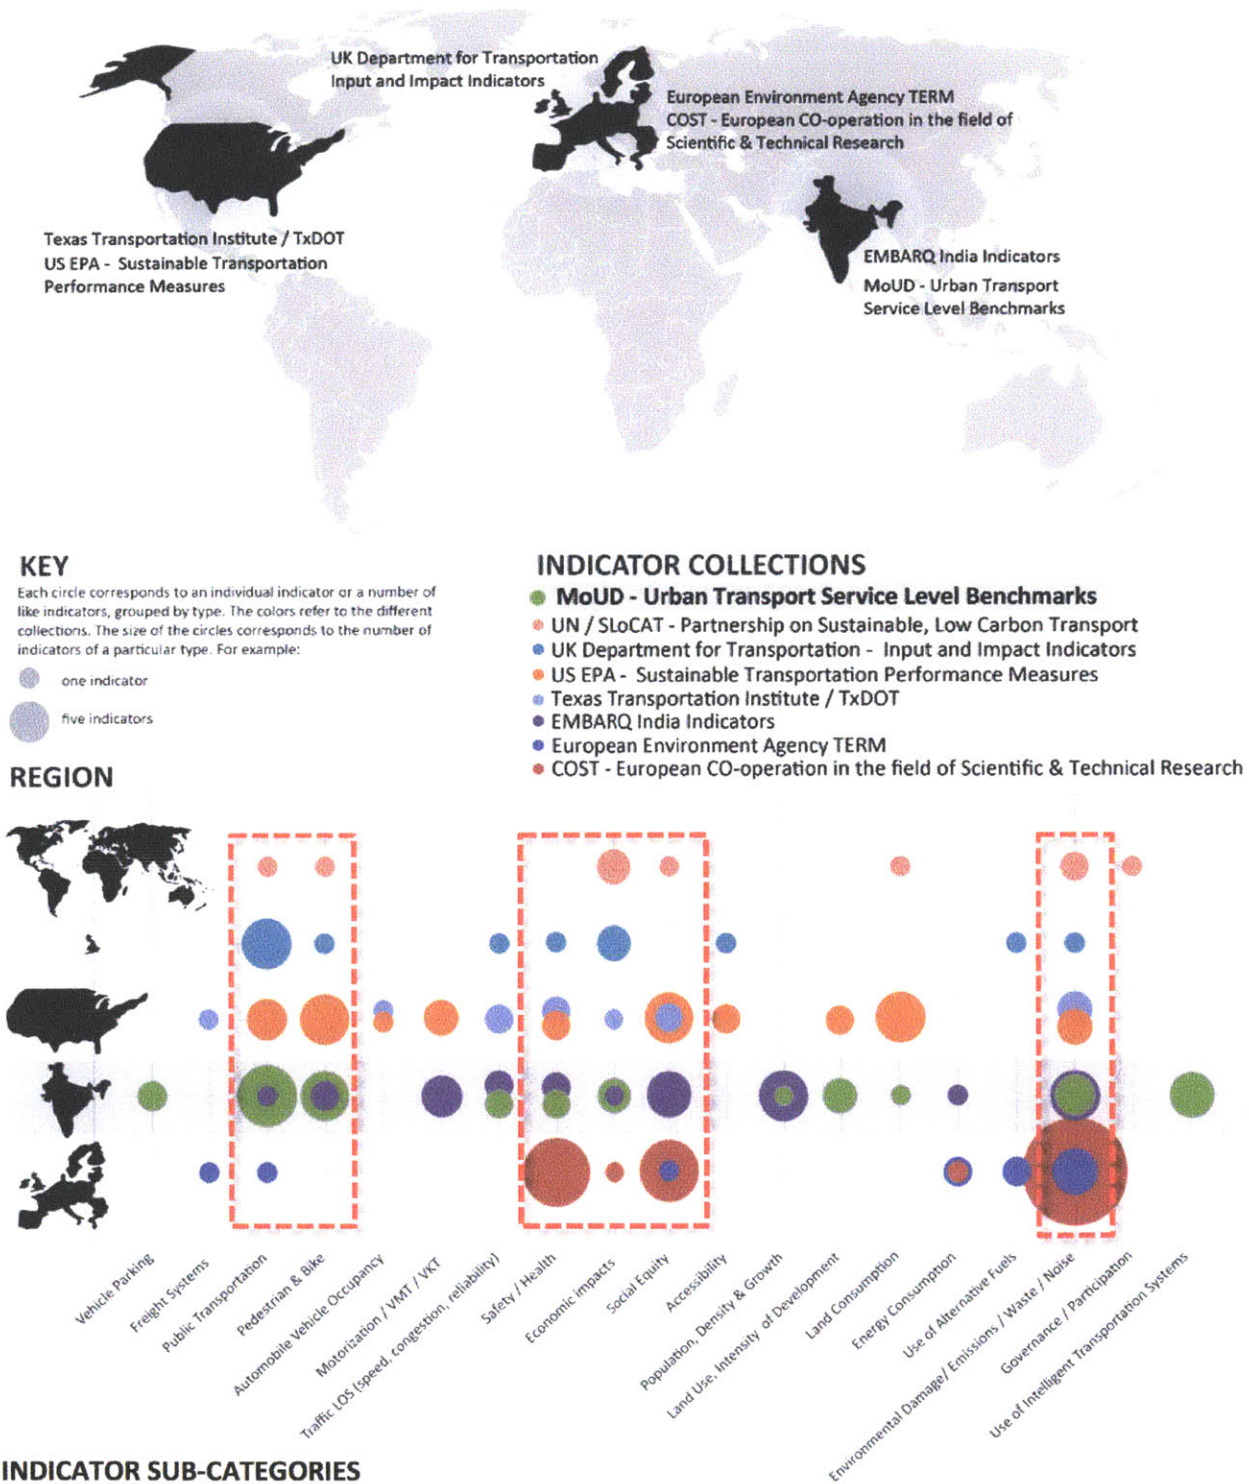 UK Department for Transportation
Input and Impact Indicators
European Environment Agency TERM
COST - European CO-operation in the field of
Scientific & Technical Research
Texas Transportation Institute / TxDOT
US EPA - Sustainable Transportation
Performance Measures
EMBARQ India Indicators
MoUD - Urban Transport
Service Level Benchmarks
KEY
Each circle corresponds to an individual indicator or a number of
like indicators, grouped by type. The colors refer to the different
collections. The size of the circles corresponds to the number of
indicators of a particular type. For example:
one indicator
five indicators
INDICATOR COLLECTIONS
MoUD - Urban Transport Service Level Benchmarks
UN / SLoCAT - Partnership on Sustainable, Low Carbon Transport
UK Department for Transportation - Input and Impact Indicators
US EPA - Sustainable Transportation Performance Measures
Texas Transportation Institute / TxDOT
EMBARQ India Indicators
European Environment Agency TERM
COST - European CO-operation in the field of Scientific & Technical Research
REGION
Vehicle Parking
Freight Systems
Public Transportation
Pedestrian & Bike
Automobile Vehicle Occupancy
Motorization / VMT / VKT
Traffic LOS (speed, congestion, reliability)
Safety / Health
Economic impacts
Social Equity
Accessibility
Population, Density & Growth
Land Use, Intensity of Development
Land Consumption
Energy Consumption
Use of Alternative Fuels
Environmental Damage/ Emissions / Waste / Noise
Governance / Participation
Use of Intelligent Transportation Systems
INDICATOR SUB-CATEGORIES